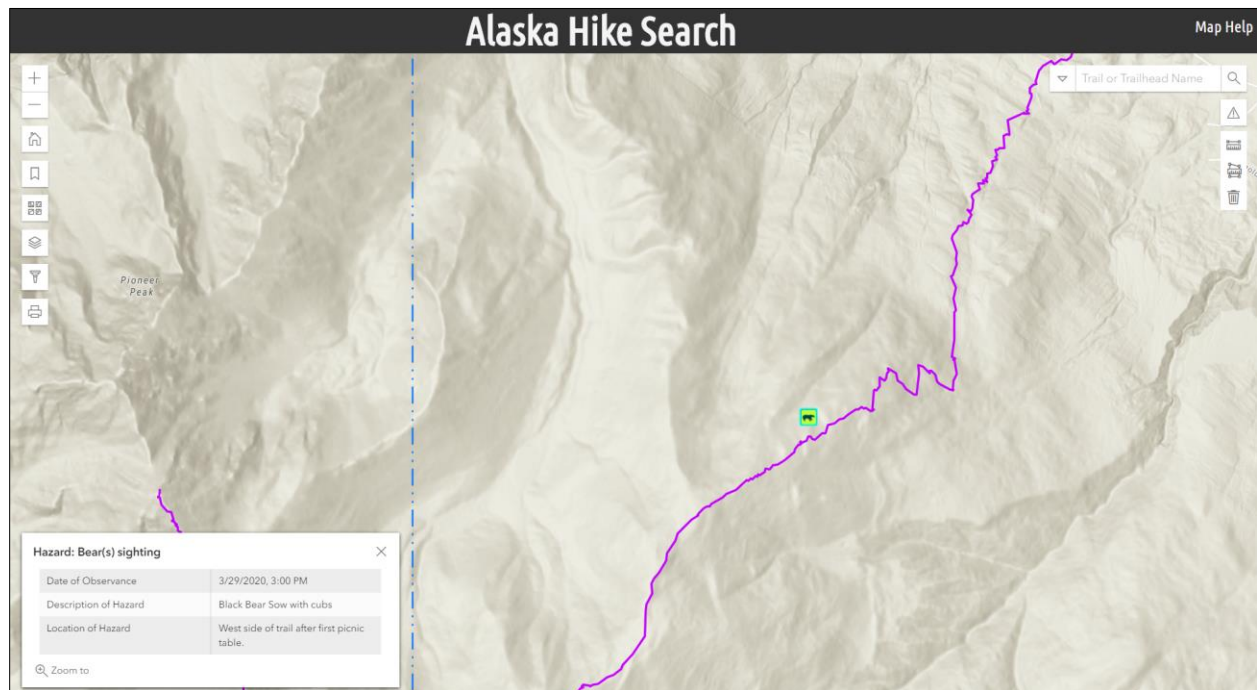 Alaska Hike Search
Map Help
Trail or Trailhead Name
Pioneer
Peak
Hazard: Bear(s) sighting
Date of Observance 3/29/2020, 3:00 PM
Description of Hazard Black Bear Sow with cubs
Location of Hazard West side of trail after first picnic
table.
Zoom to